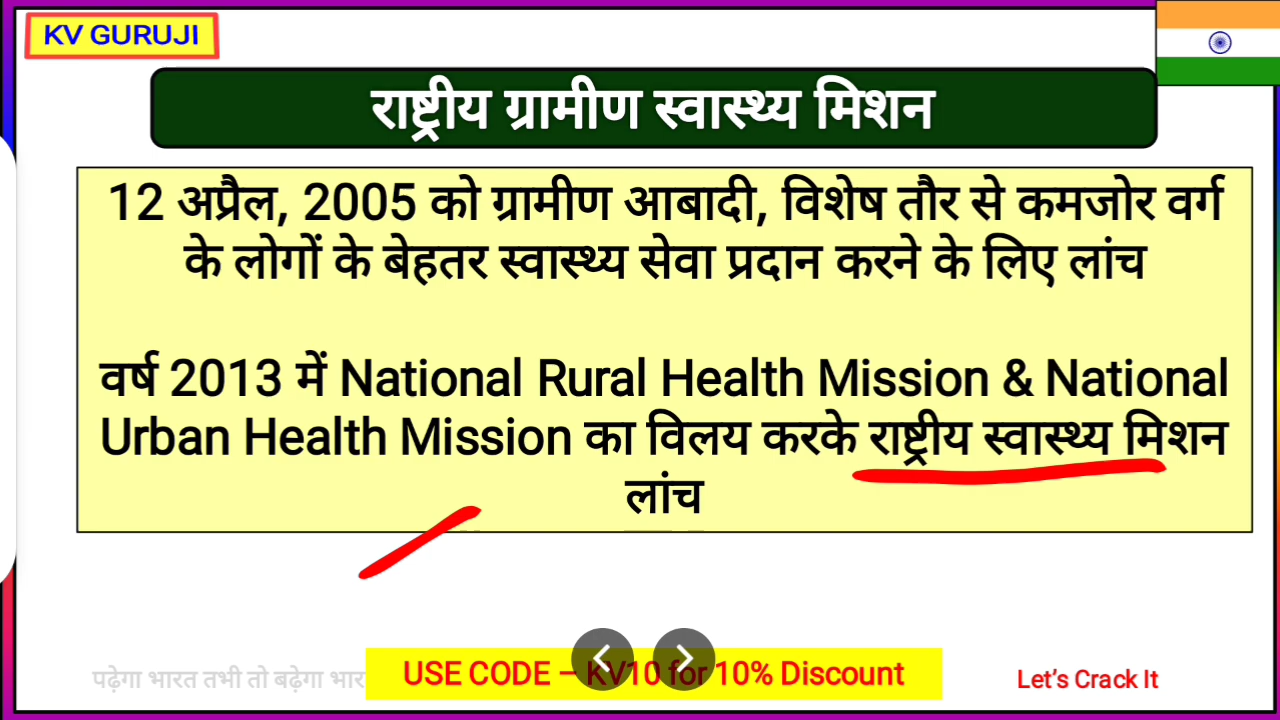 KV GURUJI
राष्ट्रीय ग्रामीण स्वास्थ्य मिशन
12 अप्रैल, 2005 को ग्रामीण आबादी, विशेष तौर से कमजोर वर्ग
के लोगों के बेहतर स्वास्थ्य सेवा प्रदान करने के लिए लांच
वर्ष 2013 में National Rural Health Mission & National
Urban Health Mission का विलय करके राष्ट्रीय स्वास्थ्य मिशन
लांच
पढ़ेगा भारत तभी तो बढ़ेगा भार
USE CODE – KV10 for 10% Discount
Let's Crack It